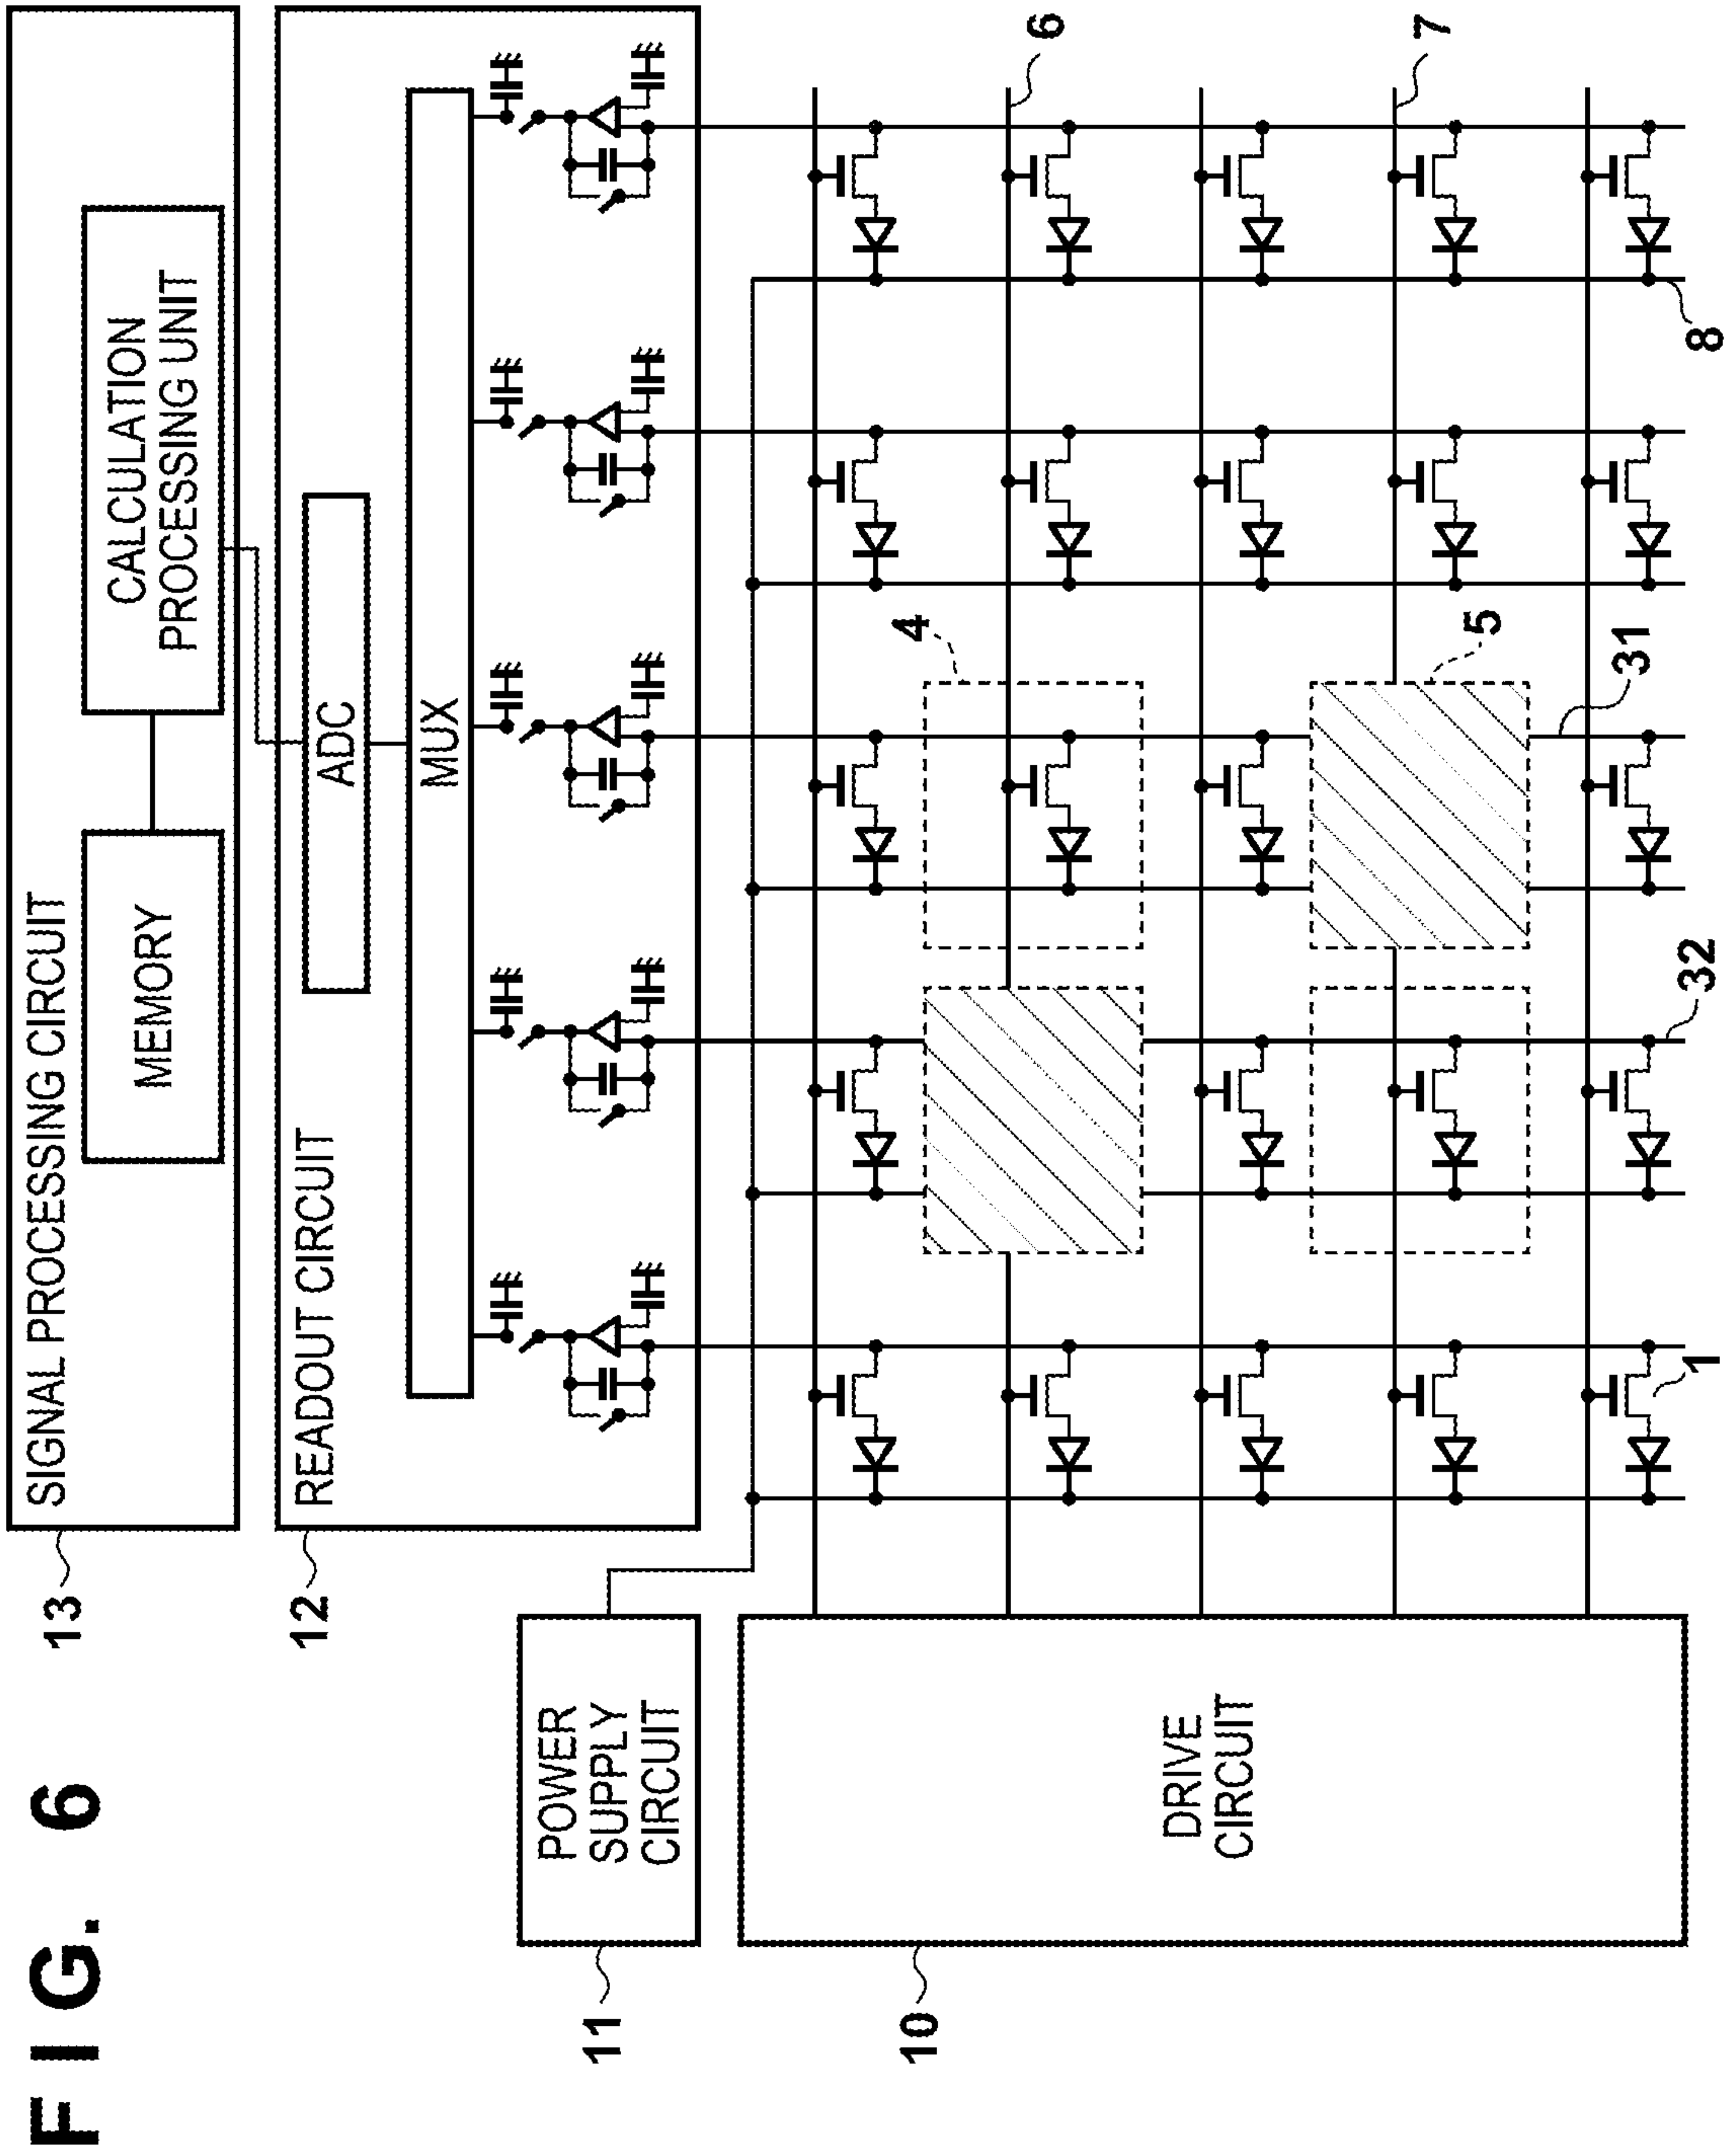 FIG. 6
13
SIGNAL PROCESSING CIRCUIT
MEMORY
CALCULATION
PROCESSING UNIT
12
READOUT CIRCUIT
ADC
MUX
11
POWER
SUPPLY
CIRCUIT
10
DRIVE
CIRCUIT
6
7
4
5
8
31
32
1